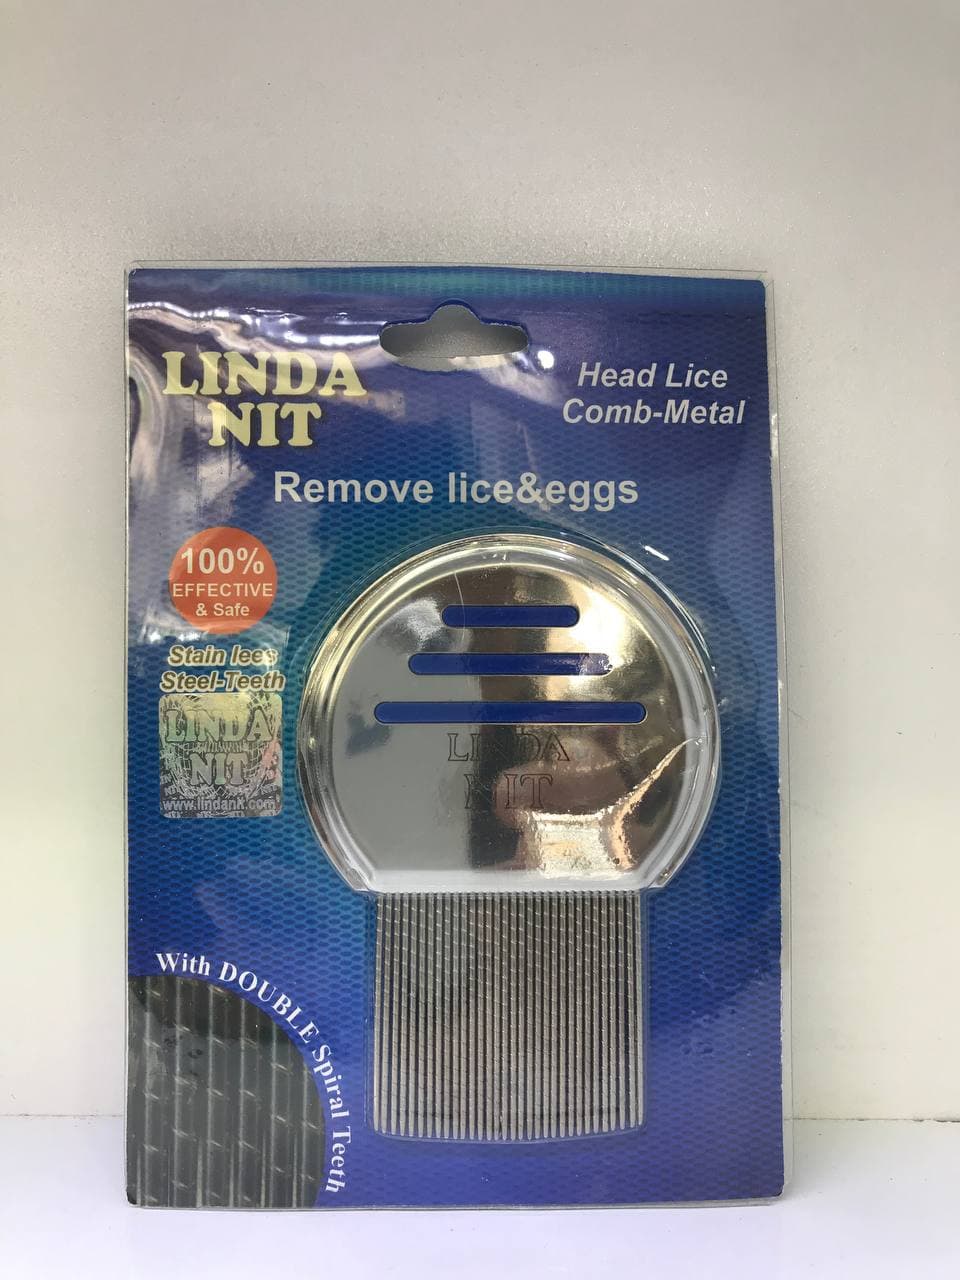 LINDA
NIT
Head Lice
Comb-Metal
Remove lice&eggs
100%
EFFECTIVE
& Safe
Stain lees
Steel-Teeth
LINDA
NIT
LINDA
NIT
With DOUBLE Spiral Teeth